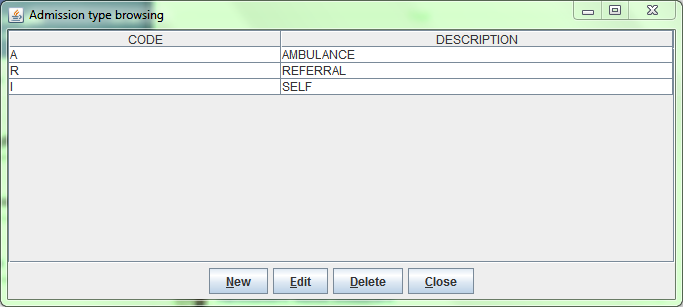 Admission type browsing
CODE DESCRIPTION
A AMBULANCE
R REFERRAL
I SELF
New Edit Delete Close